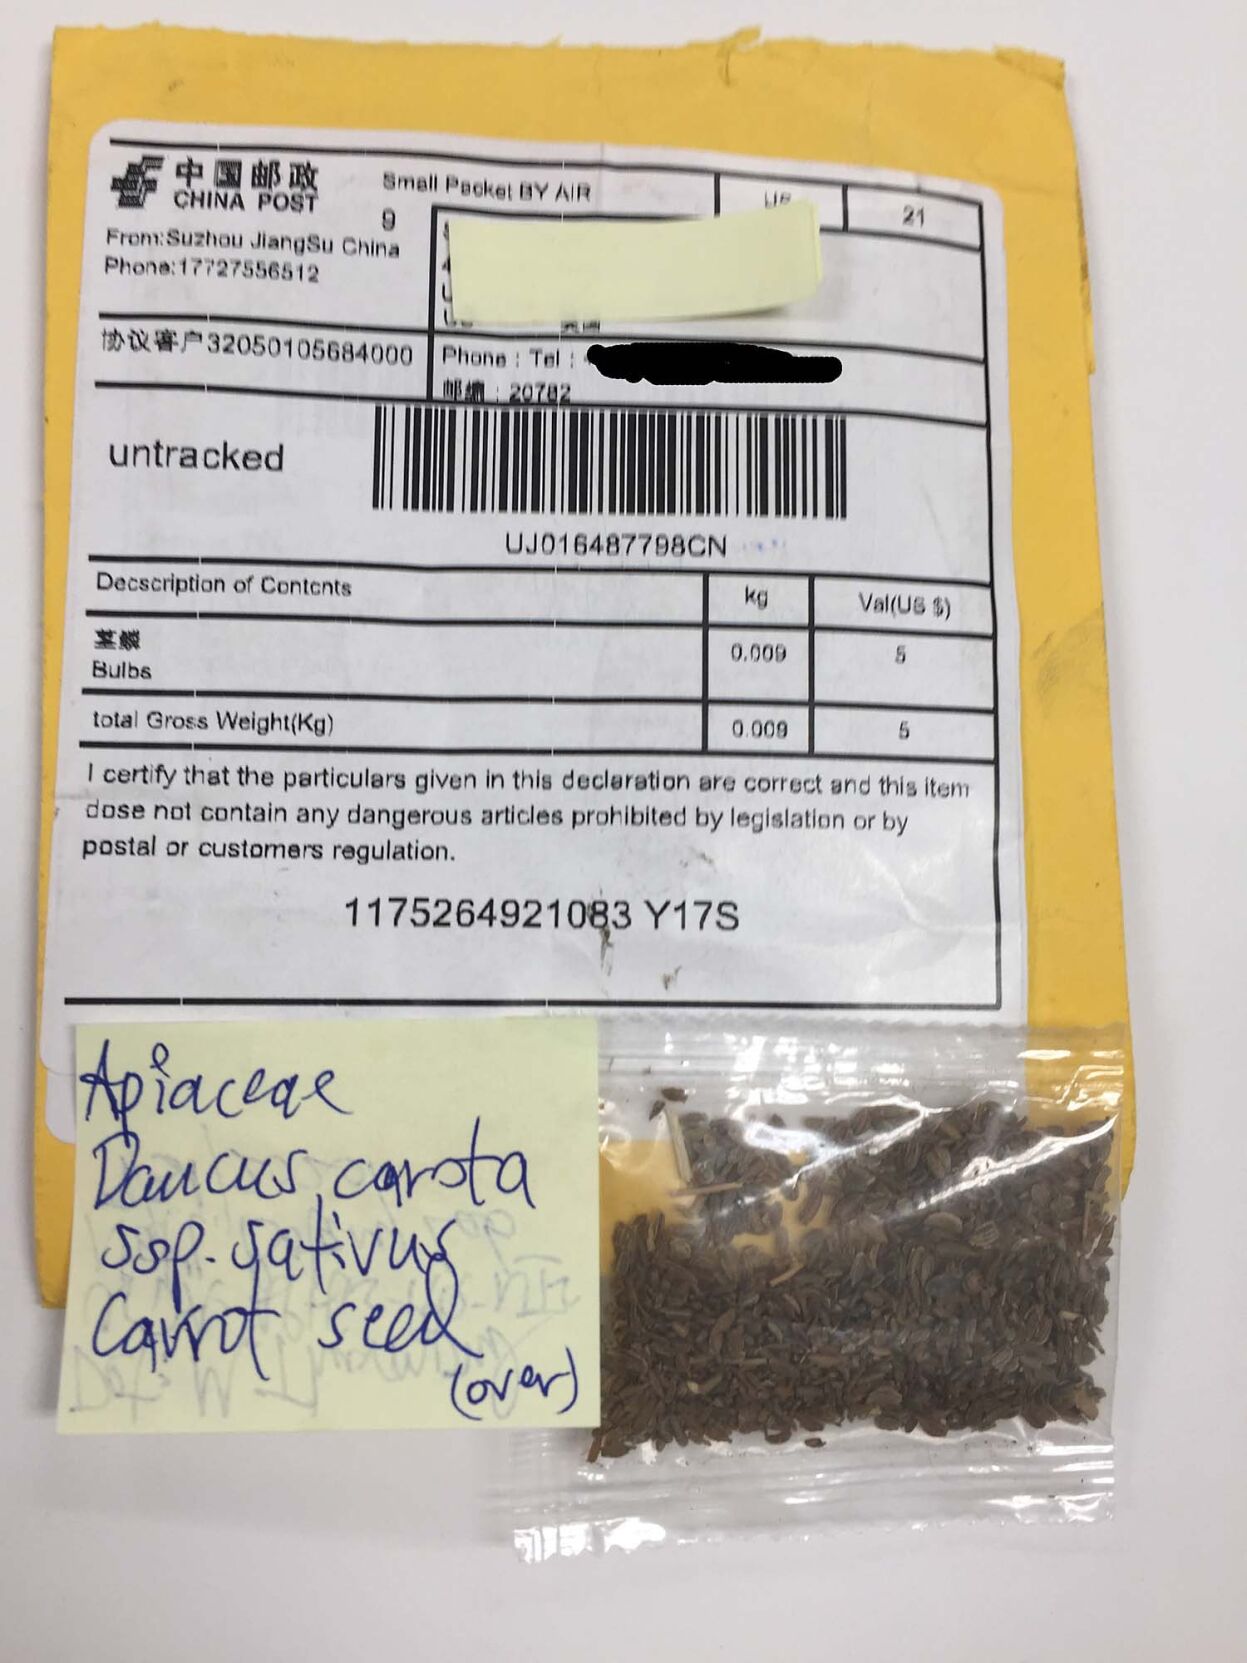 中国邮政
CHINA POST
Small Packet BY AIR
9
21
From:Suzhou JiangSu China
Phone:17727556512
协议客户32050105684000
Phone : Tel :
邮编 : 20782
untracked
UJ016487798CN
Decscription of Contents
kg
Val(US $)
茎鳞
Bulbs
0.009
5
total Gross Weight(Kg)
0.009
5
I certify that the particulars given in this declaration are correct and this item
dose not contain any dangerous articles prohibited by legislation or by
postal or customers regulation.
1175264921083 Y17S
Apiaceae
Daucus carota
ssp. sativus
Carrot seed
(over)